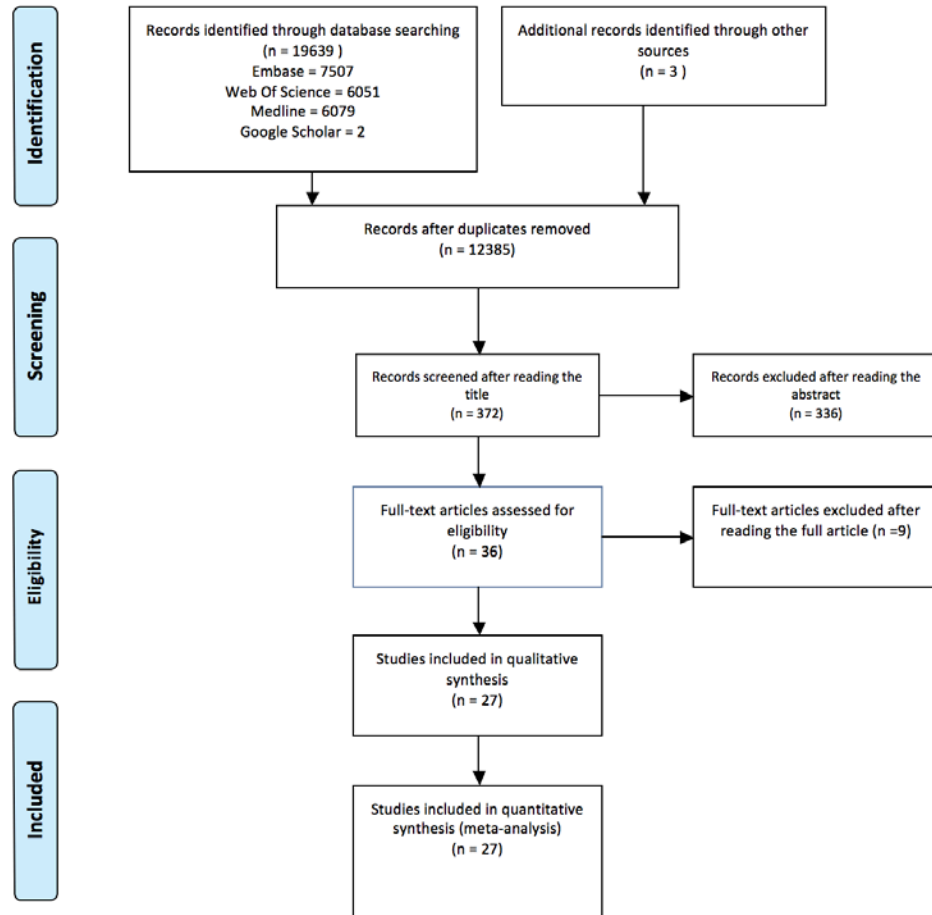 Identification
Records identified through database searching
(n = 19639 )
Embase = 7507
Web Of Science = 6051
Medline = 6079
Google Scholar = 2
Additional records identified through other
sources
(n = 3 )
Records after duplicates removed
(n = 12385)
Screening
Records screened after reading the
title
(n = 372)
Records excluded after reading the
abstract
(n = 336)
Eligibility
Full-text articles assessed for
eligibility
(n = 36)
Full-text articles excluded after
reading the full article (n =9)
Studies included in qualitative
synthesis
(n = 27)
Included
Studies included in quantitative
synthesis (meta-analysis)
(n = 27)